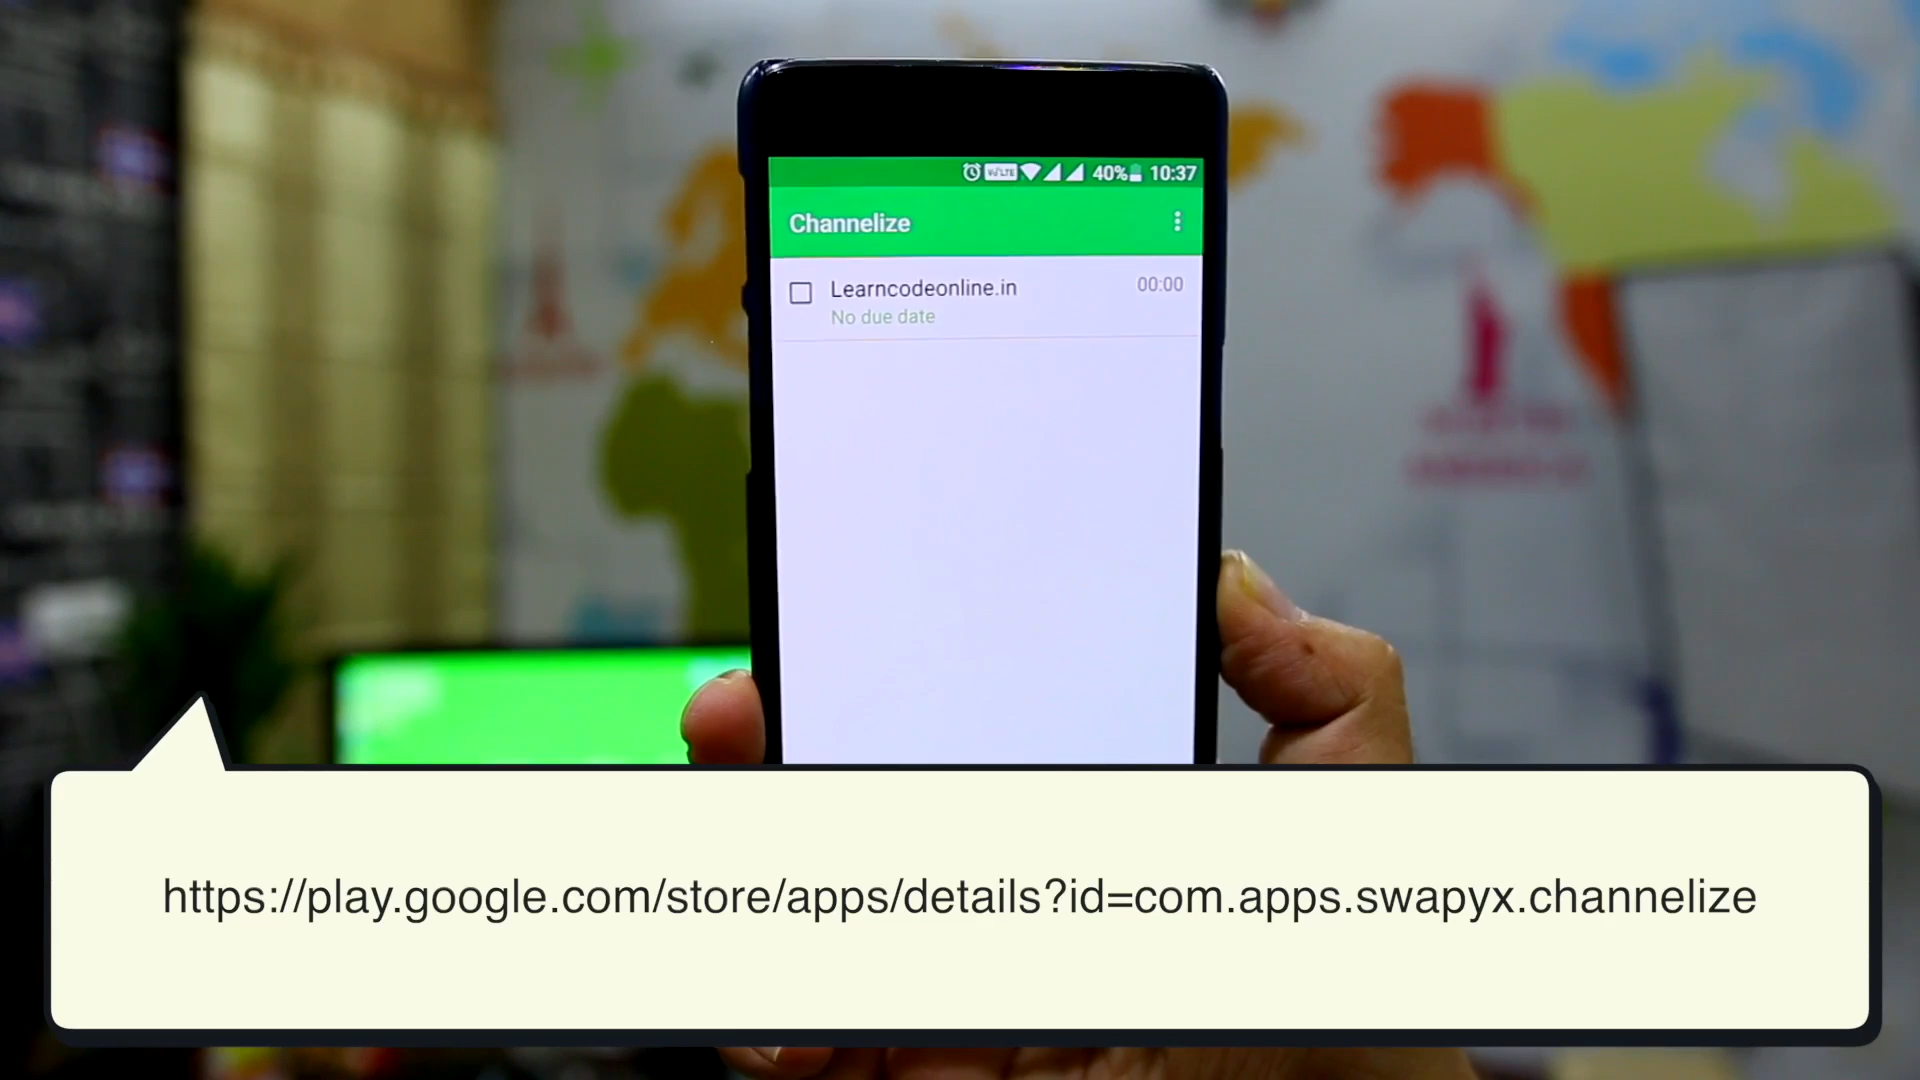 VoLTE 40% 10:37
Channelize
Learncodeonline.in 00:00
No due date
https://play.google.com/store/apps/details?id=com.apps.swapyx.channelize